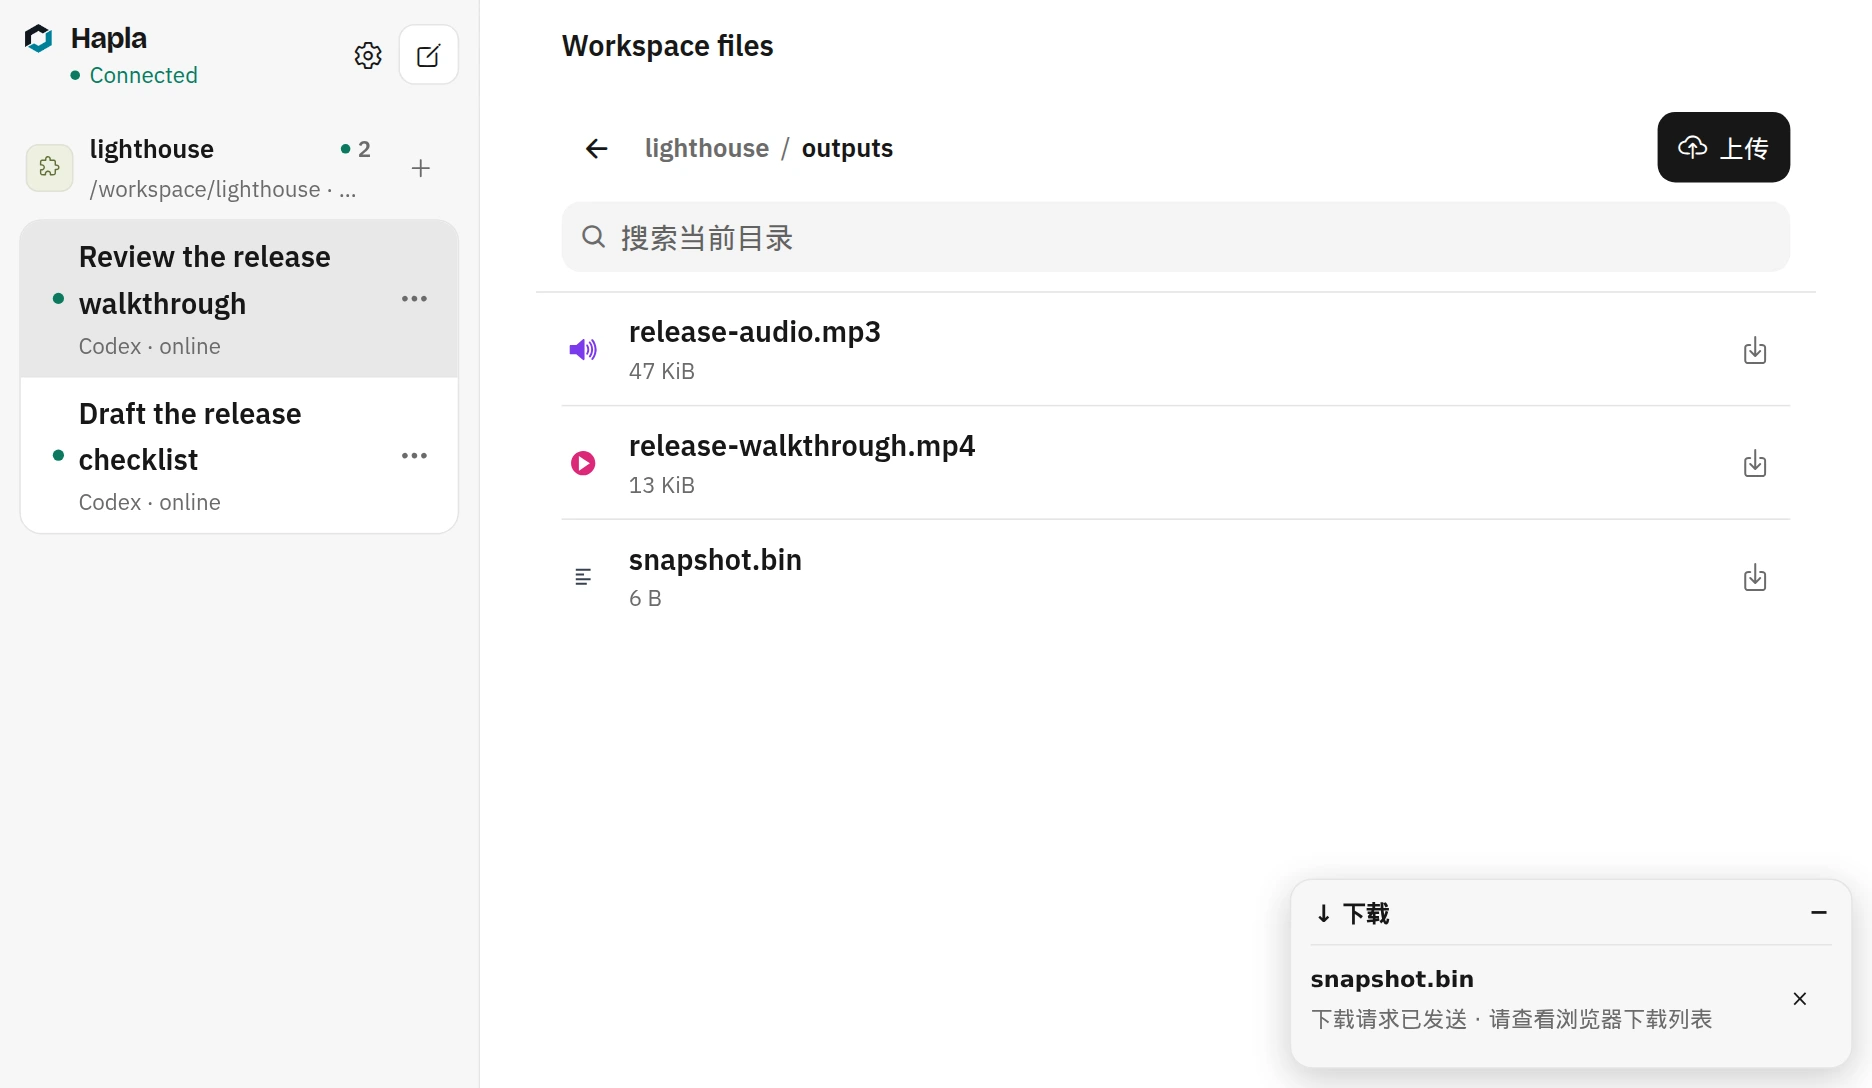 Hapla
Connected
lighthouse
2
/workspace/lighthouse · ...
Review the release
walkthrough
Codex · online
Draft the release
checklist
Codex · online
Workspace files
lighthouse / outputs
上传
搜索当前目录
release-audio.mp3
47 KiB
release-walkthrough.mp4
13 KiB
snapshot.bin
6 B
↓ 下载
snapshot.bin
下载请求已发送 · 请查看浏览器下载列表